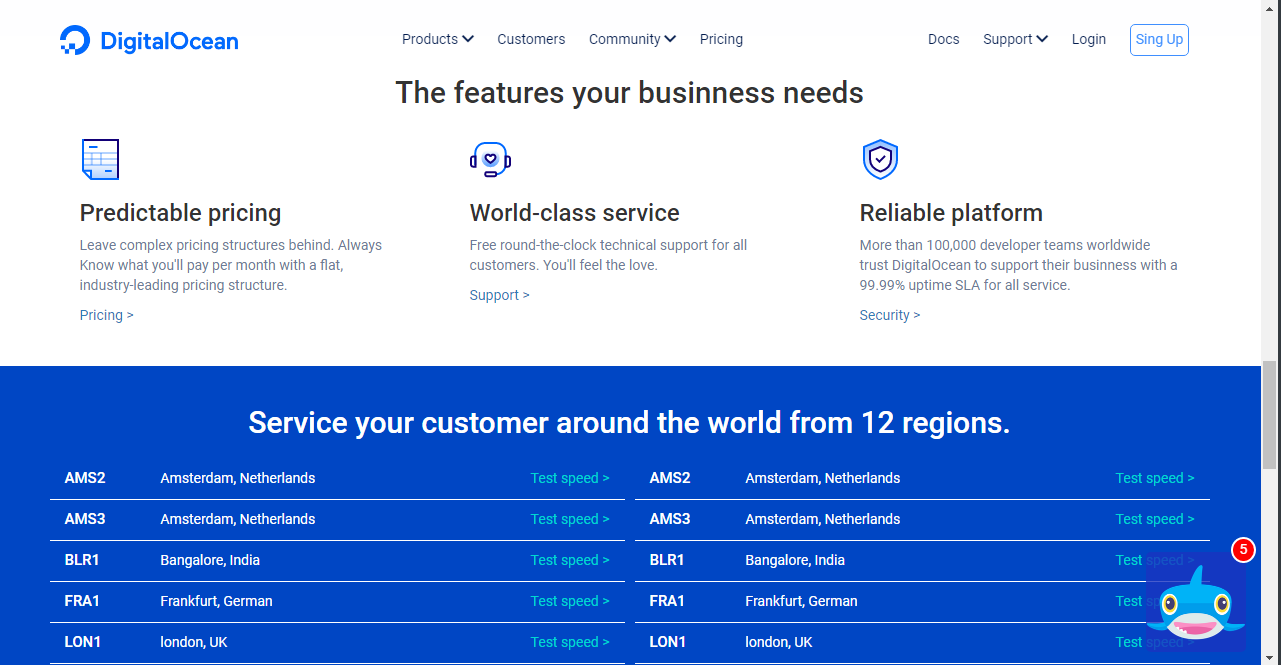 DigitalOcean
Products Customers Community Pricing Docs Support Login Sing Up
The features your businness needs
Predictable pricing
Leave complex pricing structures behind. Always
Know what you'll pay per month with a flat,
industry-leading pricing structure.
Pricing >
World-class service
Free round-the-clock technical support for all
customers. You'll feel the love.
Support >
Reliable platform
More than 100,000 developer teams worldwide
trust DigitalOcean to support their businness with a
99.99% uptime SLA for all service.
Security >
Service your customer around the world from 12 regions.
AMS2 Amsterdam, Netherlands Test speed >
AMS3 Amsterdam, Netherlands Test speed >
BLR1 Bangalore, India Test speed >
FRA1 Frankfurt, German Test speed >
LON1 london, UK Test speed >
AMS2 Amsterdam, Netherlands Test speed >
AMS3 Amsterdam, Netherlands Test speed >
BLR1 Bangalore, India Test speed >
FRA1 Frankfurt, German Test
LON1 london, UK Test speed >
5